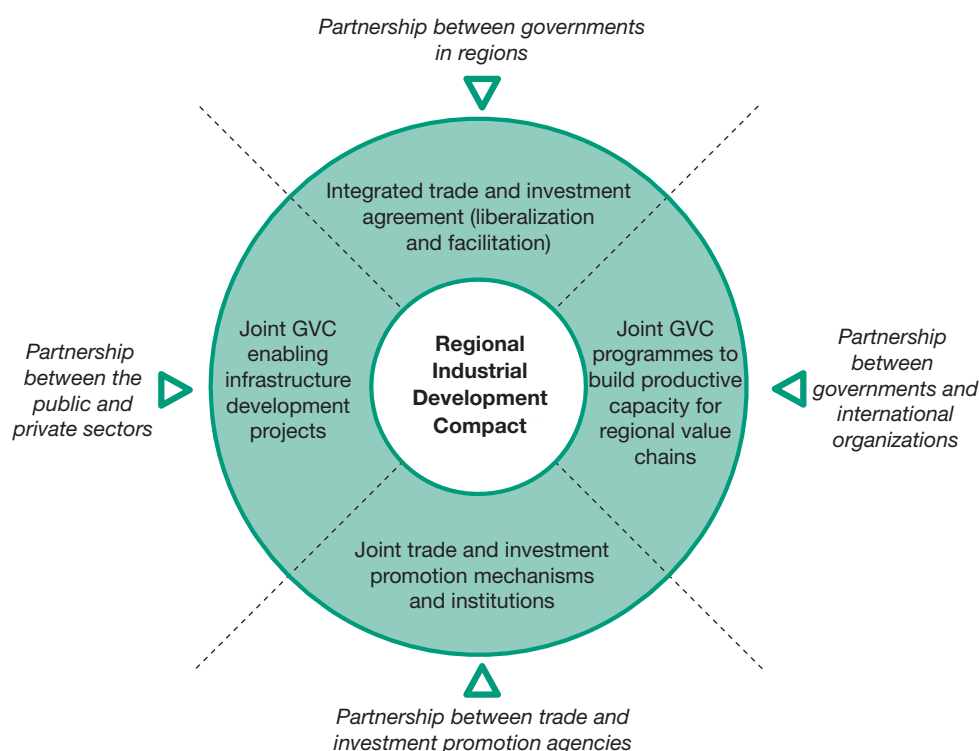 Partnership between governments
in regions
Integrated trade and investment
agreement (liberalization
and facilitation)
Partnership
between the
public and
private sectors
Joint GVC
enabling
infrastructure
development
projects
Regional
Industrial
Development
Compact
Joint GVC
programmes to
build productive
capacity for
regional value
chains
Partnership
between
governments and
international
organizations
Joint trade and investment
promotion mechanisms
and institutions
Partnership between trade and
investment promotion agencies